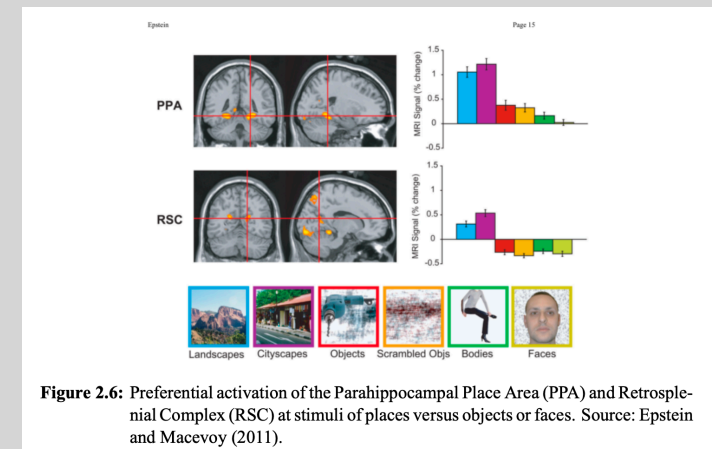 Epstein Page 15
PPA
MRI Signal (% change)
1.5
1
0.5
0
-0.5
RSC
MRI Signal (% change)
1.5
1
0.5
0
-0.5
Landscapes Cityscapes Objects Scrambled Objs Bodies Faces
Figure 2.6: Preferential activation of the Parahippocampal Place Area (PPA) and Retrosple-
nial Complex (RSC) at stimuli of places versus objects or faces. Source: Epstein
and Macevoy (2011).